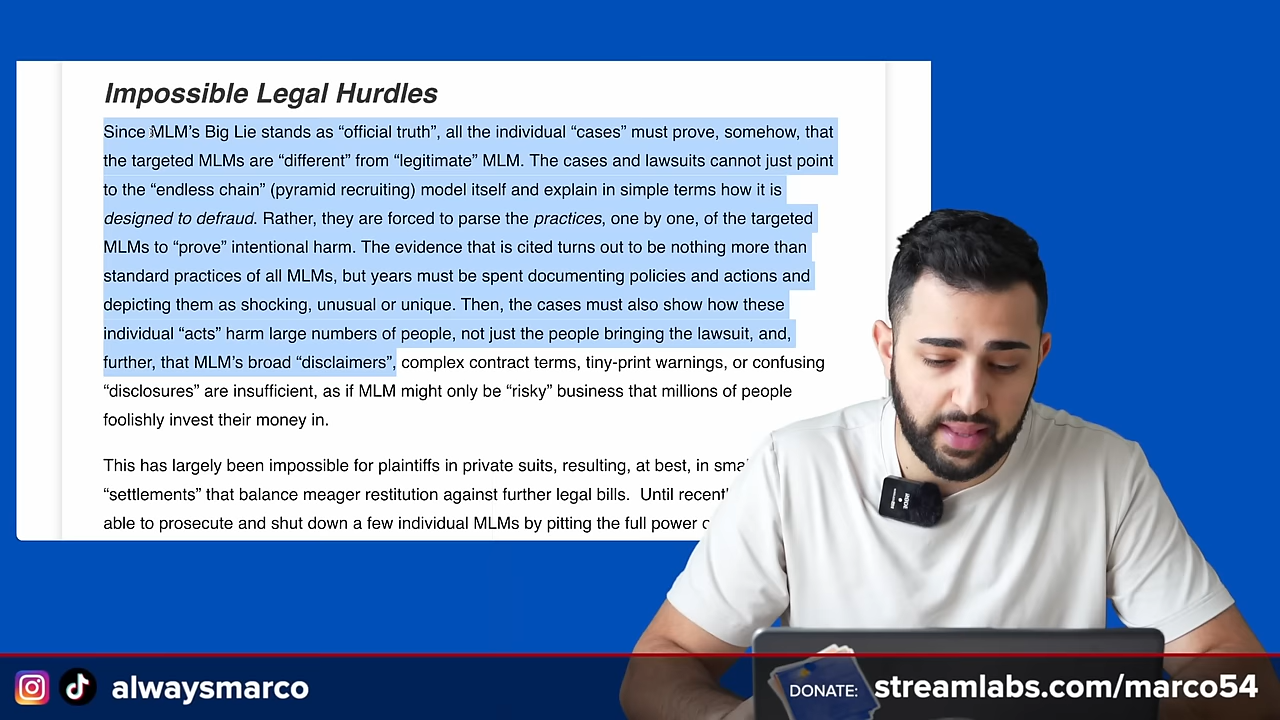 Impossible Legal Hurdles
Since MLM’s Big Lie stands as “official truth”, all the individual “cases” must prove, somehow, that
the targeted MLMs are “different” from “legitimate” MLM. The cases and lawsuits cannot just point
to the “endless chain” (pyramid recruiting) model itself and explain in simple terms how it is
designed to defraud. Rather, they are forced to parse the practices, one by one, of the targeted
MLMs to “prove” intentional harm. The evidence that is cited turns out to be nothing more than
standard practices of all MLMs, but years must be spent documenting policies and actions and
depicting them as shocking, unusual or unique. Then, the cases must also show how these
individual “acts” harm large numbers of people, not just the people bringing the lawsuit, and,
further, that MLM’s broad “disclaimers”, complex contract terms, tiny-print warnings, or confusing
“disclosures” are insufficient, as if MLM might only be “risky” business that millions of people
foolishly invest their money in.
This has largely been impossible for plaintiffs in private suits, resulting, at best, in
“settlements” that balance meager restitution against further legal bills. Until
able to prosecute and shut down a few individual MLMs by pitting the full power
alwaysmarco
DONATE: streamlabs.com/marco54